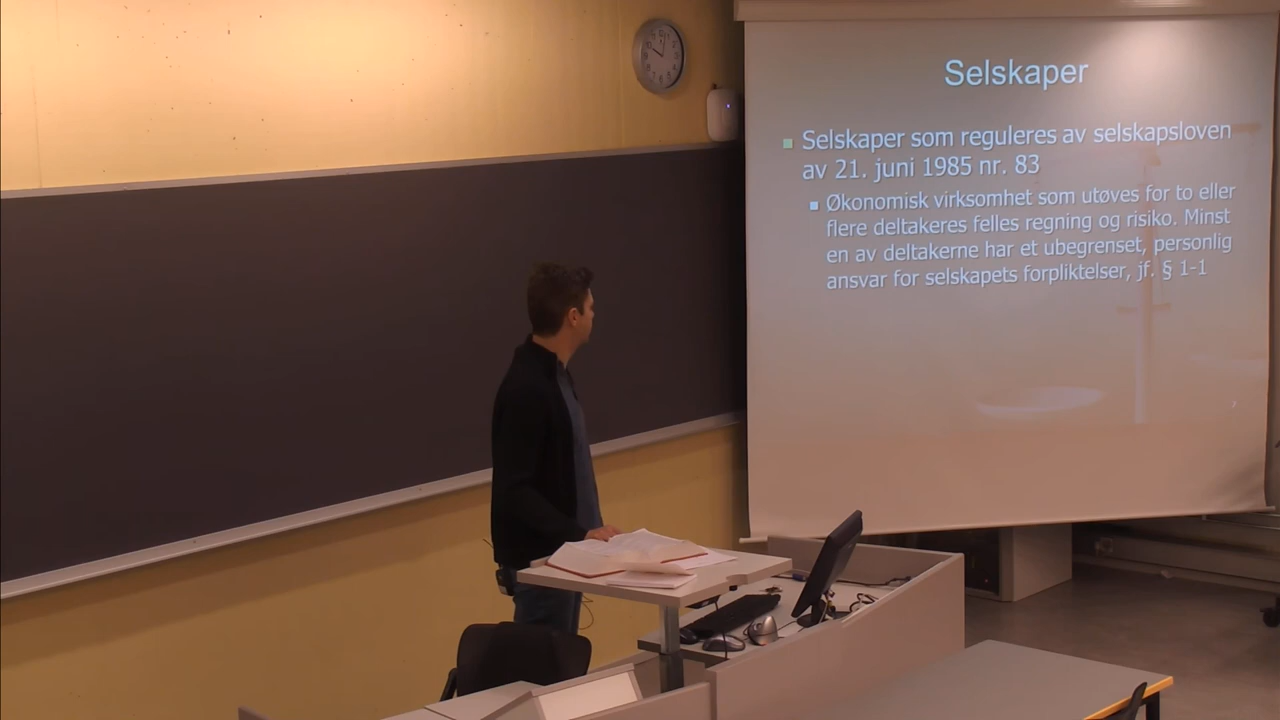 Selskaper
Selskaper som reguleres av selskapsloven
av 21. juni 1985 nr. 83
Økonomisk virksomhet som utøves for to eller
flere deltakeres felles regning og risiko. Minst
en av deltakerne har et ubegrenset, personlig
ansvar for selskapets forpliktelser, jf. § 1-1